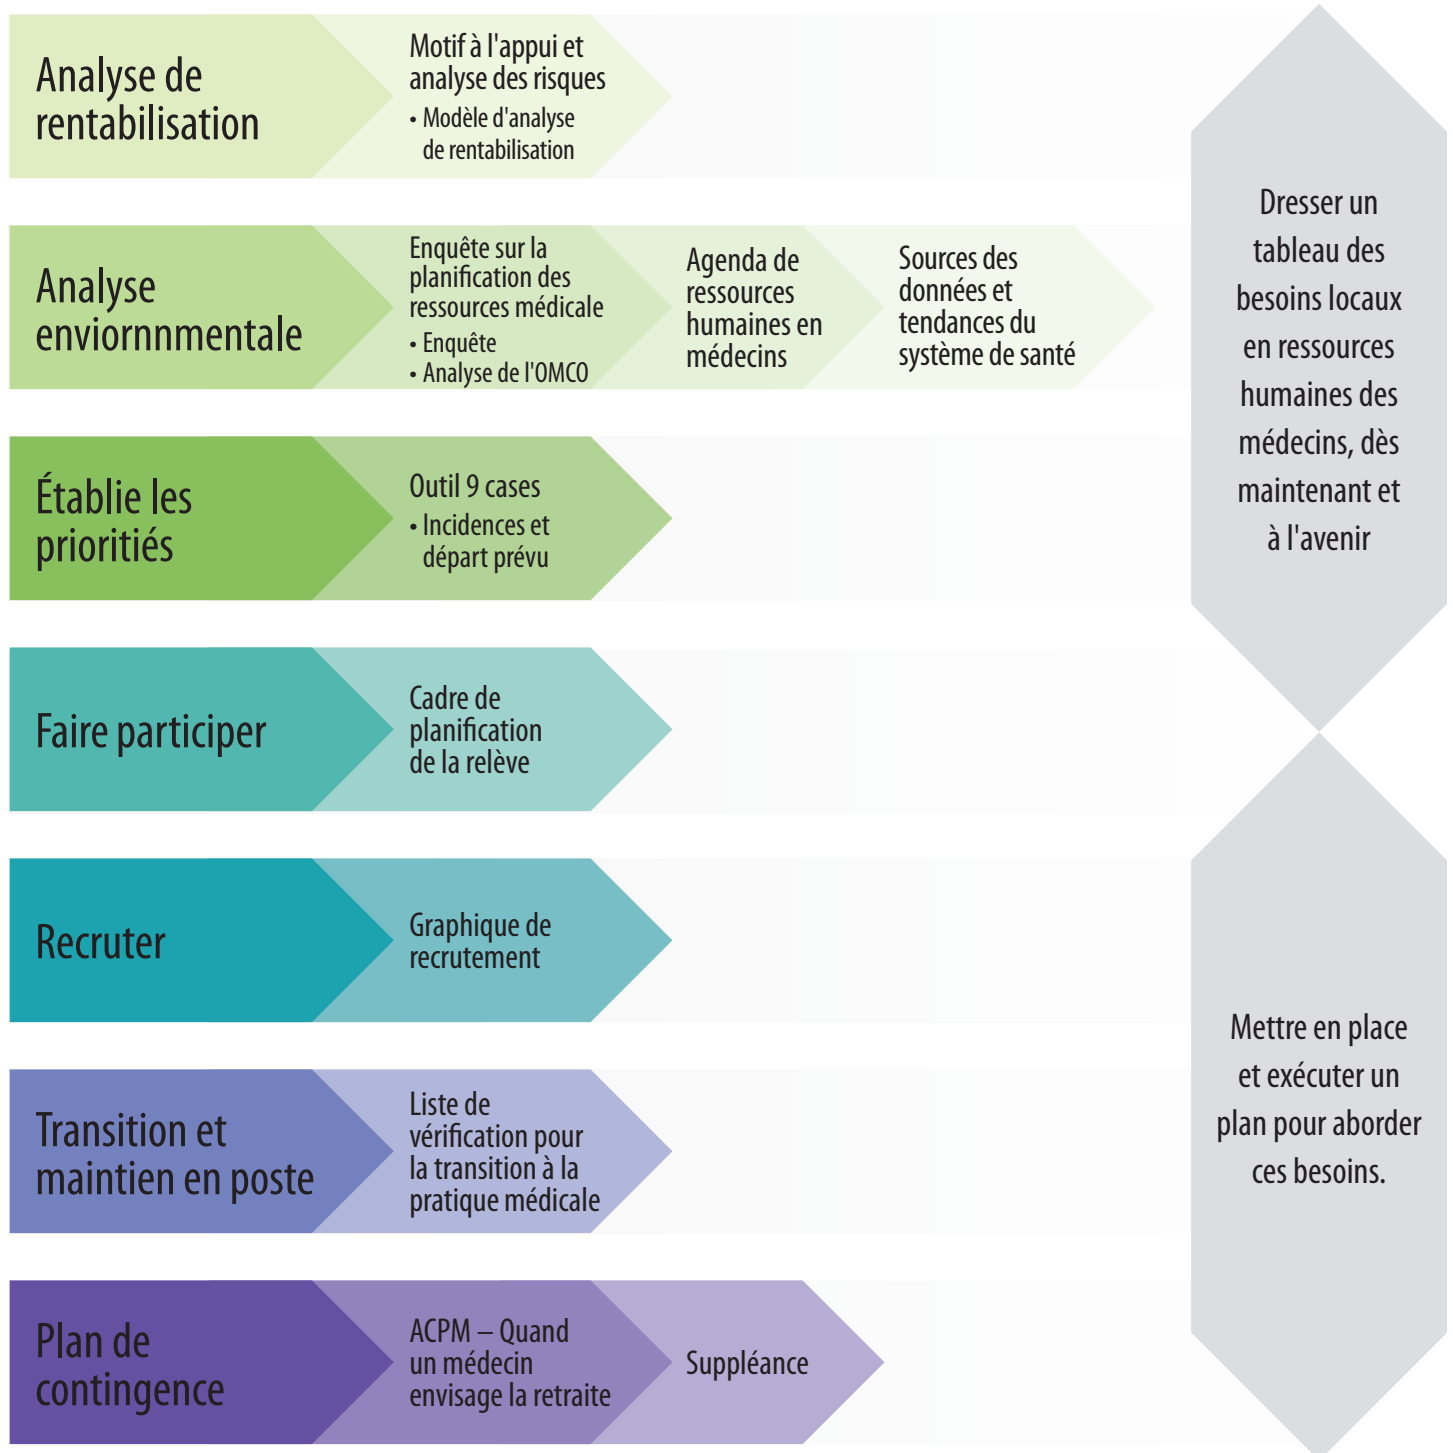 Analyse de
rentabilisation
Motif à l'appui et
analyse des risques
• Modèle d'analyse
de rentabilisation
Analyse
enviornnmentale
Enquête sur la
planification des
ressources médicale
• Enquête
• Analyse de l'OMCO
Agenda de
ressources
humaines en
médecins
Sources des
données et
tendances du
système de santé
Établie les
prioritiés
Outil 9 cases
• Incidences et
départ prévu
Dresser un
tableau des
besoins locaux
en ressources
humaines des
médecins, dès
maintenant et
à l'avenir
Faire participer
Cadre de
planification
de la relève
Recruter
Graphique de
recrutement
Transition et
maintien en poste
Liste de
vérification pour
la transition à la
pratique médicale
Plan de
contingence
ACPM – Quand
un médecin
envisage la retraite
Suppléance
Mettre en place
et exécuter un
plan pour aborder
ces besoins.